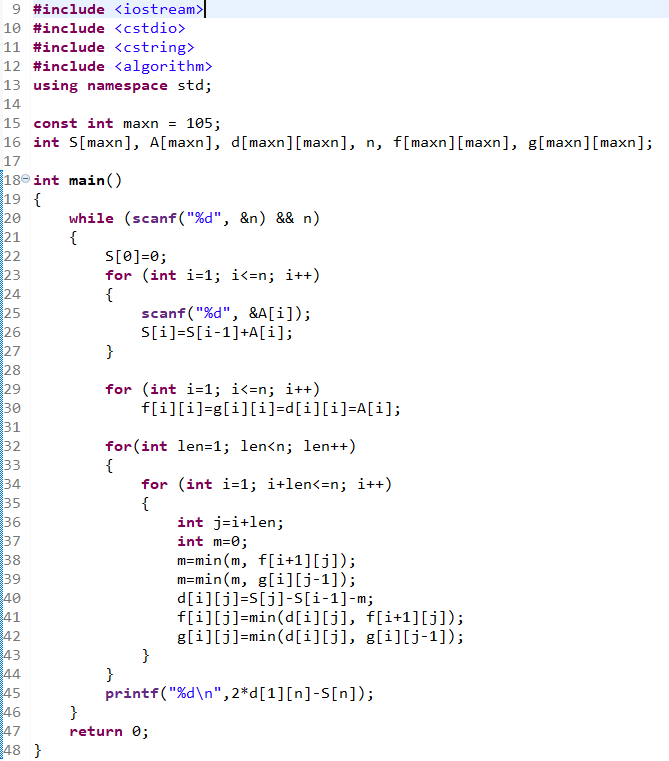 9 #include <iostream>
10 #include <cstdio>
11 #include <cstring>
12 #include <algorithm>
13 using namespace std;
14
15 const int maxn = 105;
16 int S[maxn], A[maxn], d[maxn][maxn], n, f[maxn][maxn], g[maxn][maxn];
17
18 int main()
19 {
20     while (scanf("%d", &n) && n)
21     {
22         S[0]=0;
23         for (int i=1; i<=n; i++)
24         {
25             scanf("%d", &A[i]);
26             S[i]=S[i-1]+A[i];
27         }
28
29         for (int i=1; i<=n; i++)
30             f[i][i]=g[i][i]=d[i][i]=A[i];
31
32         for(int len=1; len<n; len++)
33         {
34             for (int i=1; i+len<=n; i++)
35             {
36                 int j=i+len;
37                 int m=0;
38                 m=min(m, f[i+1][j]);
39                 m=min(m, g[i][j-1]);
40                 d[i][j]=S[j]-S[i-1]-m;
41                 f[i][j]=min(d[i][j], f[i+1][j]);
42                 g[i][j]=min(d[i][j], g[i][j-1]);
43             }
44         }
45         printf("%d\n",2*d[1][n]-S[n]);
46     }
47     return 0;
48 }